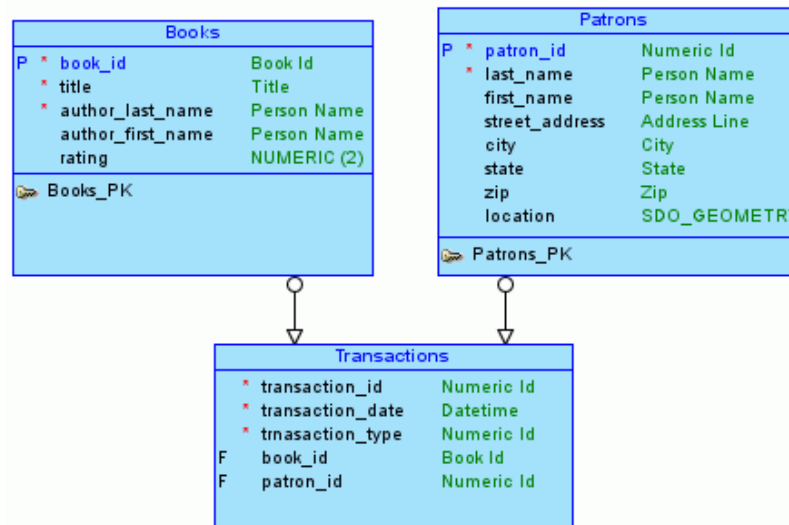 Books
P * book_id Book Id
* title Title
* author_last_name Person Name
author_first_name Person Name
rating NUMERIC (2)
Books_PK
Patrons
P * patron_id Numeric Id
* last_name Person Name
first_name Person Name
street_address Address Line
city City
state State
zip Zip
location SDO_GEOMETR
Patrons_PK
Transactions
* transaction_id Numeric Id
* transaction_date Datetime
* trnasaction_type Numeric Id
F book_id Book Id
F patron_id Numeric Id